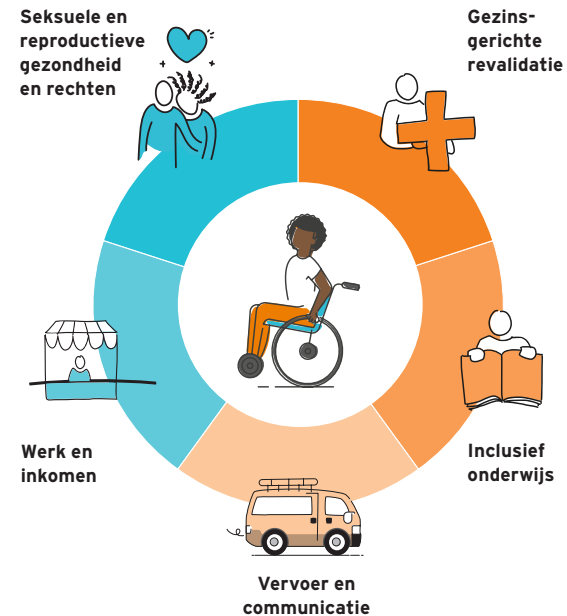 Seksuele en
reproductieve
gezondheid
en rechten
Gezins-
gerichte
revalidatie
Werk en
inkomen
Inclusief
onderwijs
Vervoer en
communicatie